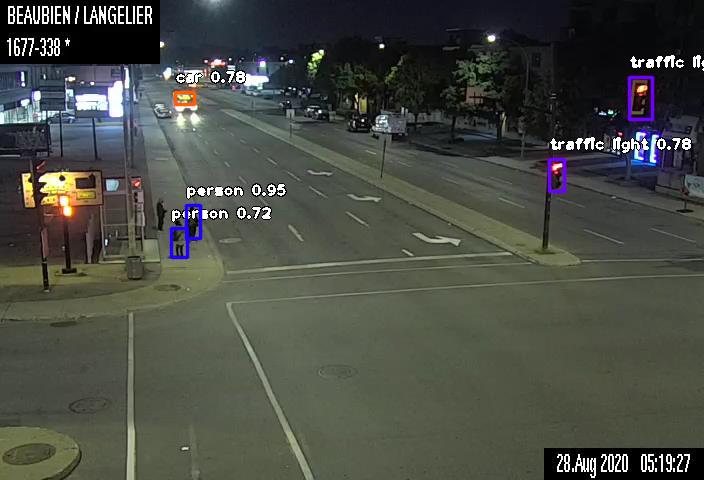 BEAUBIEN / LANGELIER
1677-338 *
car 0.78
traffic lig
traffic light 0.78
person 0.95
person 0.72
28.Aug 2020 05:19:27